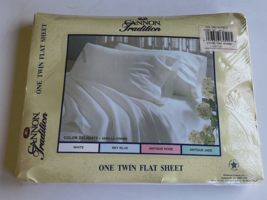 CANNON
Tradition
ONE TWIN FLAT SHEET
CANNON
Tradition
COLOR
WHITE
SKY BLUE
ANTIQUE ROSE
ANTIQUE JADE
ONE TWIN FLAT SHEET